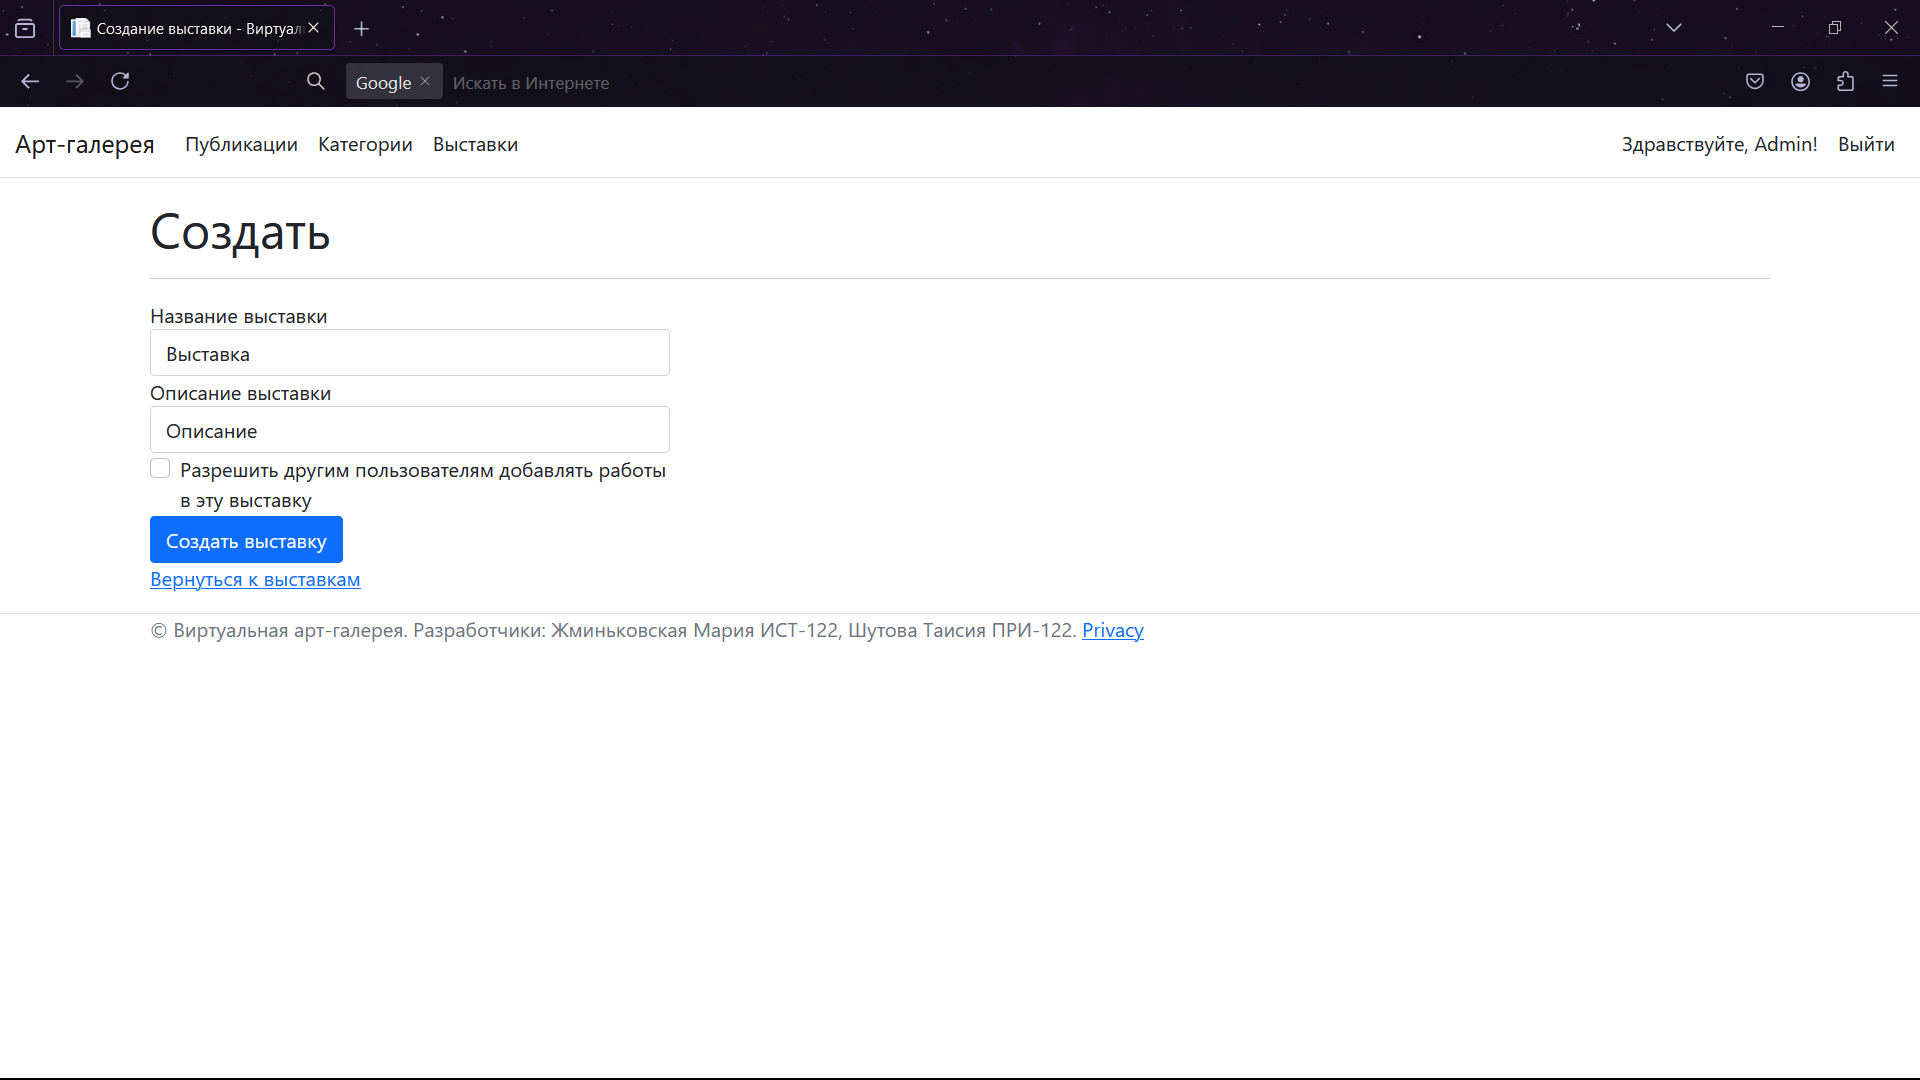 Создание выставки - Виртуал
Google
Искать в Интернете
Арт-галерея
Публикации
Категории
Выставки
Здравствуйте, Admin!
Выйти
Создать
Название выставки
Выставка
Описание выставки
Описание
Разрешить другим пользователям добавлять работы
в эту выставку
Создать выставку
Вернуться к выставкам
© Виртуальная арт-галерея. Разработчики: Жминьковская Мария ИСТ-122, Шутова Таисия ПРИ-122. Privacy